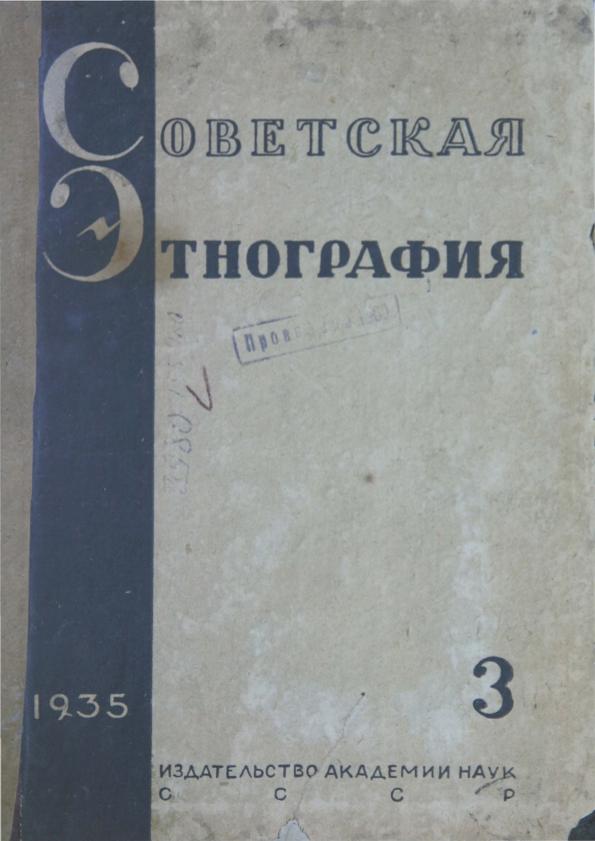 СОВЕТСКАЯ
ЭТНОГРАФИЯ
1935
3
ИЗДАТЕЛЬСТВО АКАДЕМИИ НАУК
С С С Р